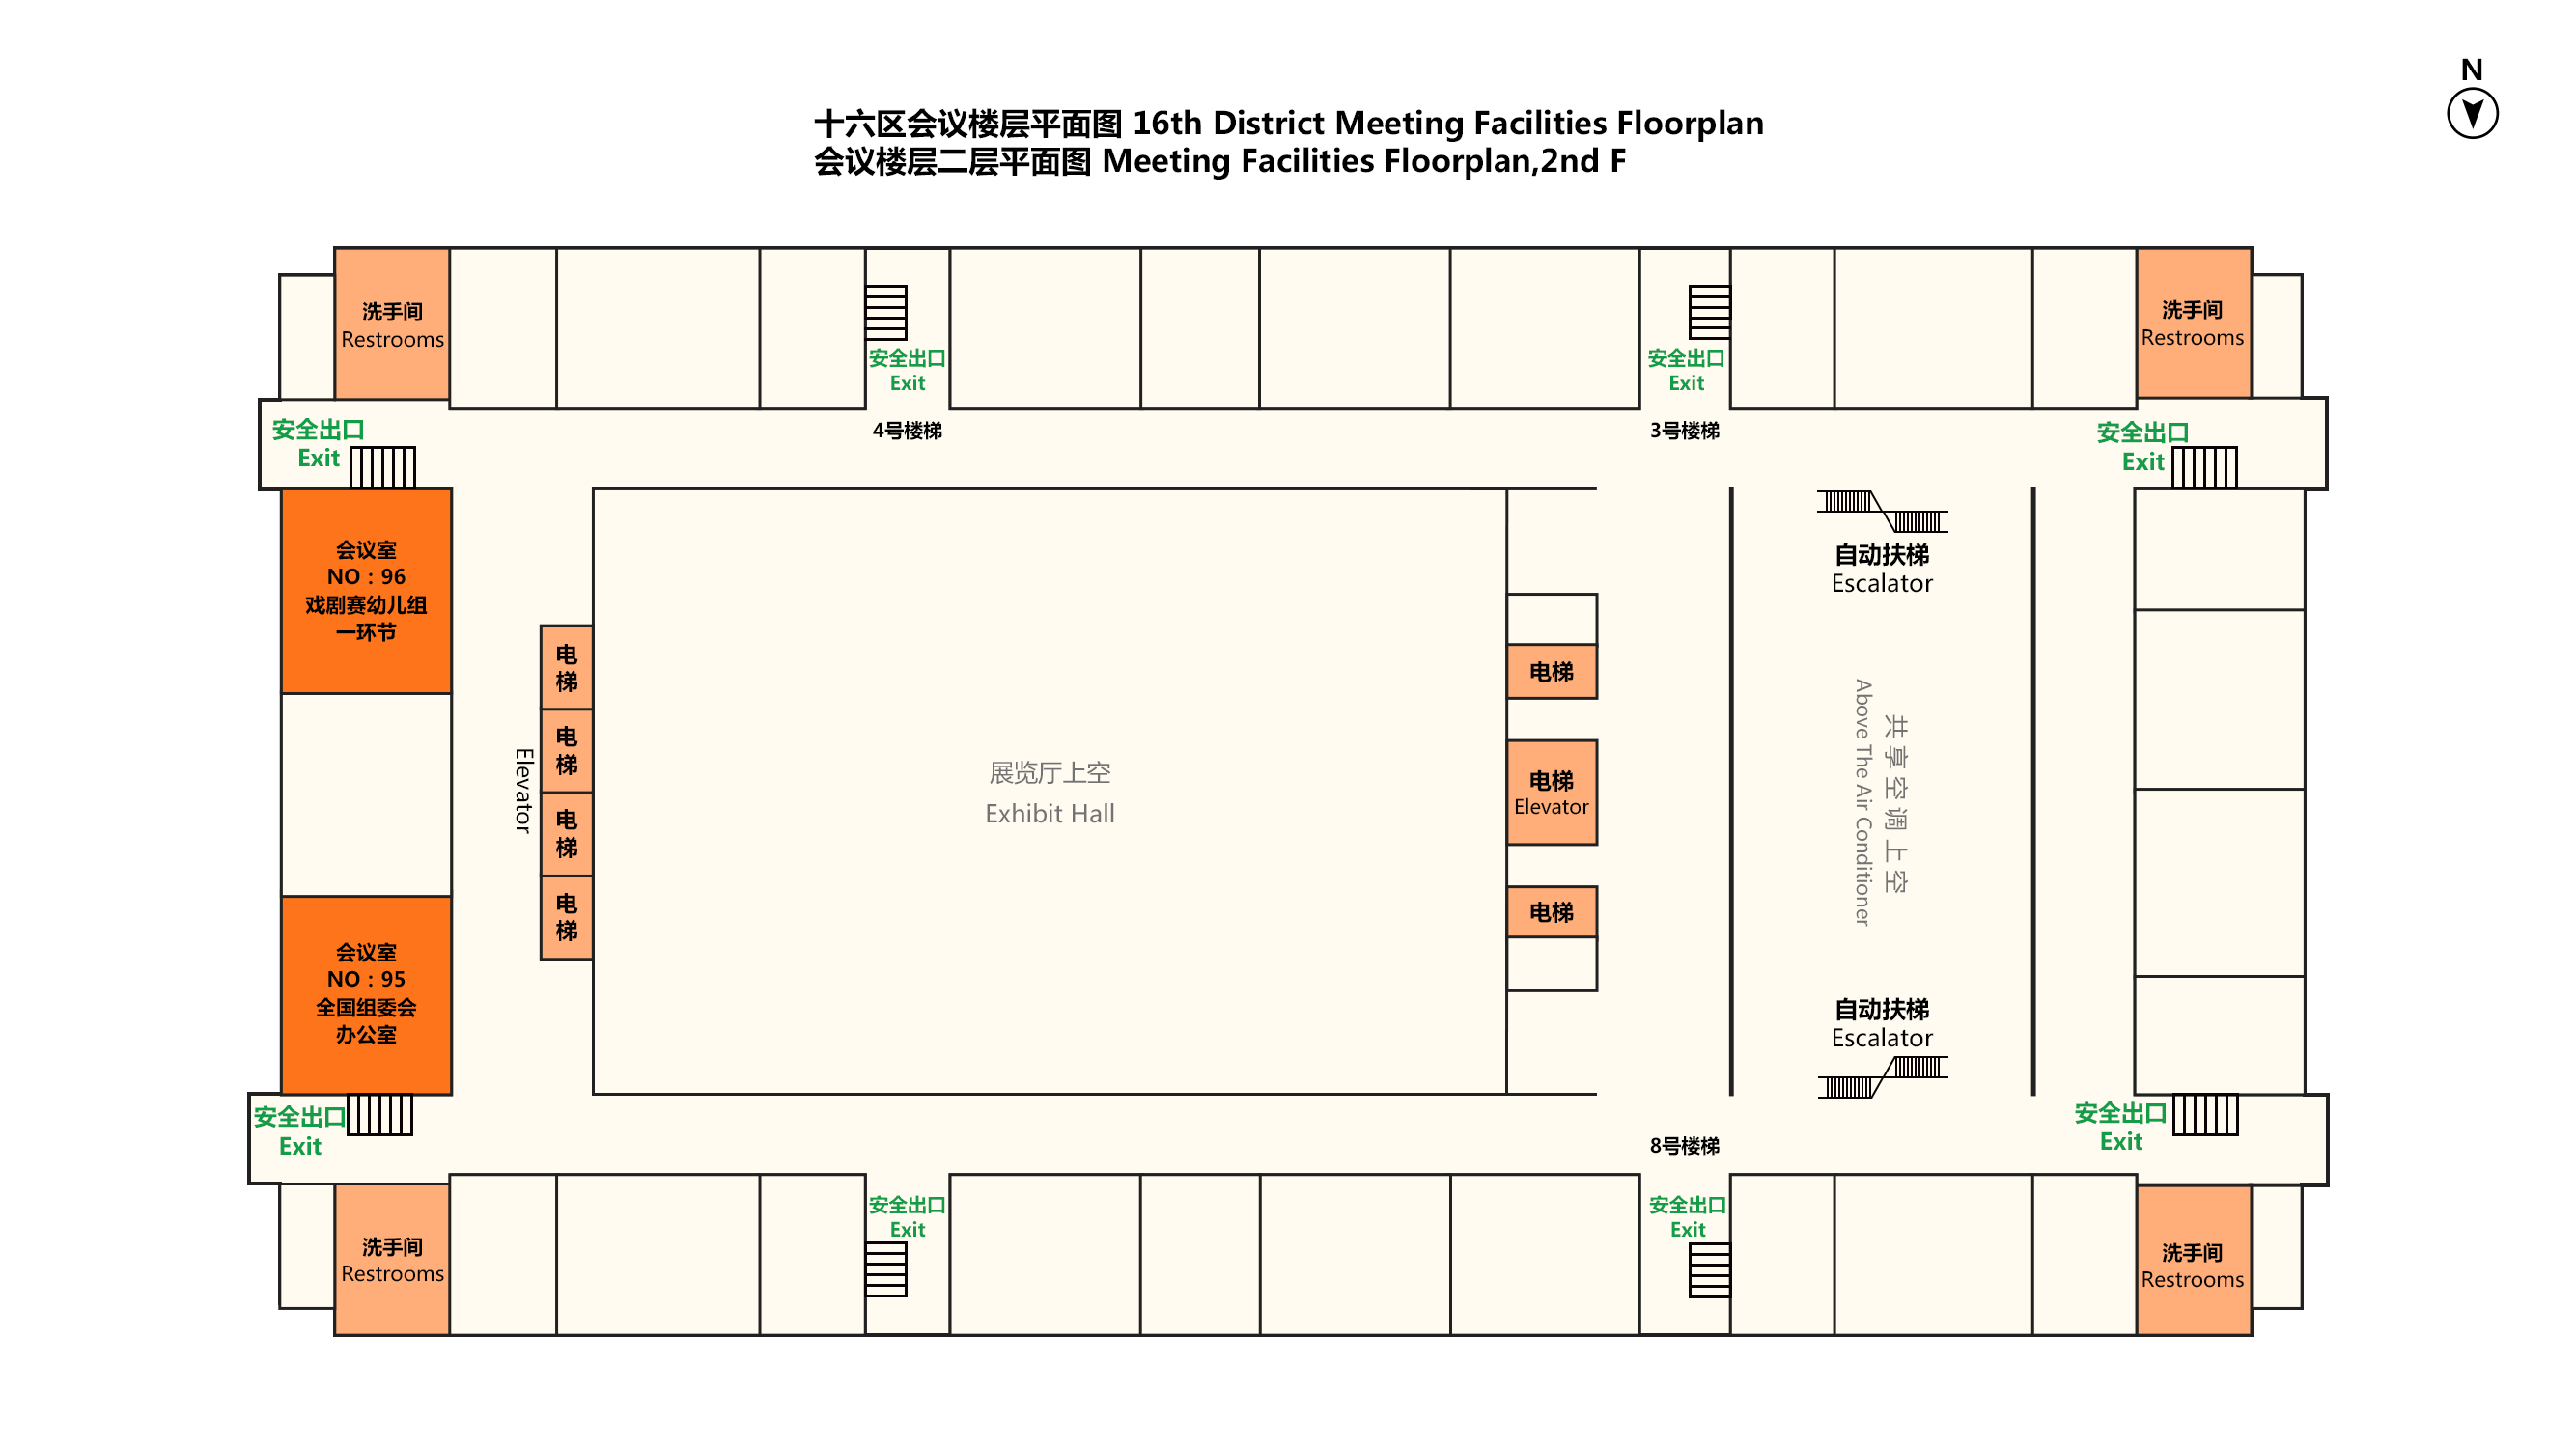 N
十六区会议楼层平面图 16th District Meeting Facilities Floorplan
会议楼层二层平面图 Meeting Facilities Floorplan,2nd F
洗手间
Restrooms
安全出口
Exit
安全出口
Exit
洗手间
Restrooms
安全出口
Exit
4号楼梯
3号楼梯
安全出口
Exit
会议室
NO：96
戏剧赛幼儿组
一环节
自动扶梯
Escalator
电
梯
电
梯
电
梯
电
梯
Elevator
展览厅上空
Exhibit Hall
电梯
电梯
Elevator
电梯
共享空调上空
Above The Air Conditioner
会议室
NO：95
全国组委会
办公室
自动扶梯
Escalator
安全出口
Exit
8号楼梯
安全出口
Exit
洗手间
Restrooms
安全出口
Exit
安全出口
Exit
洗手间
Restrooms